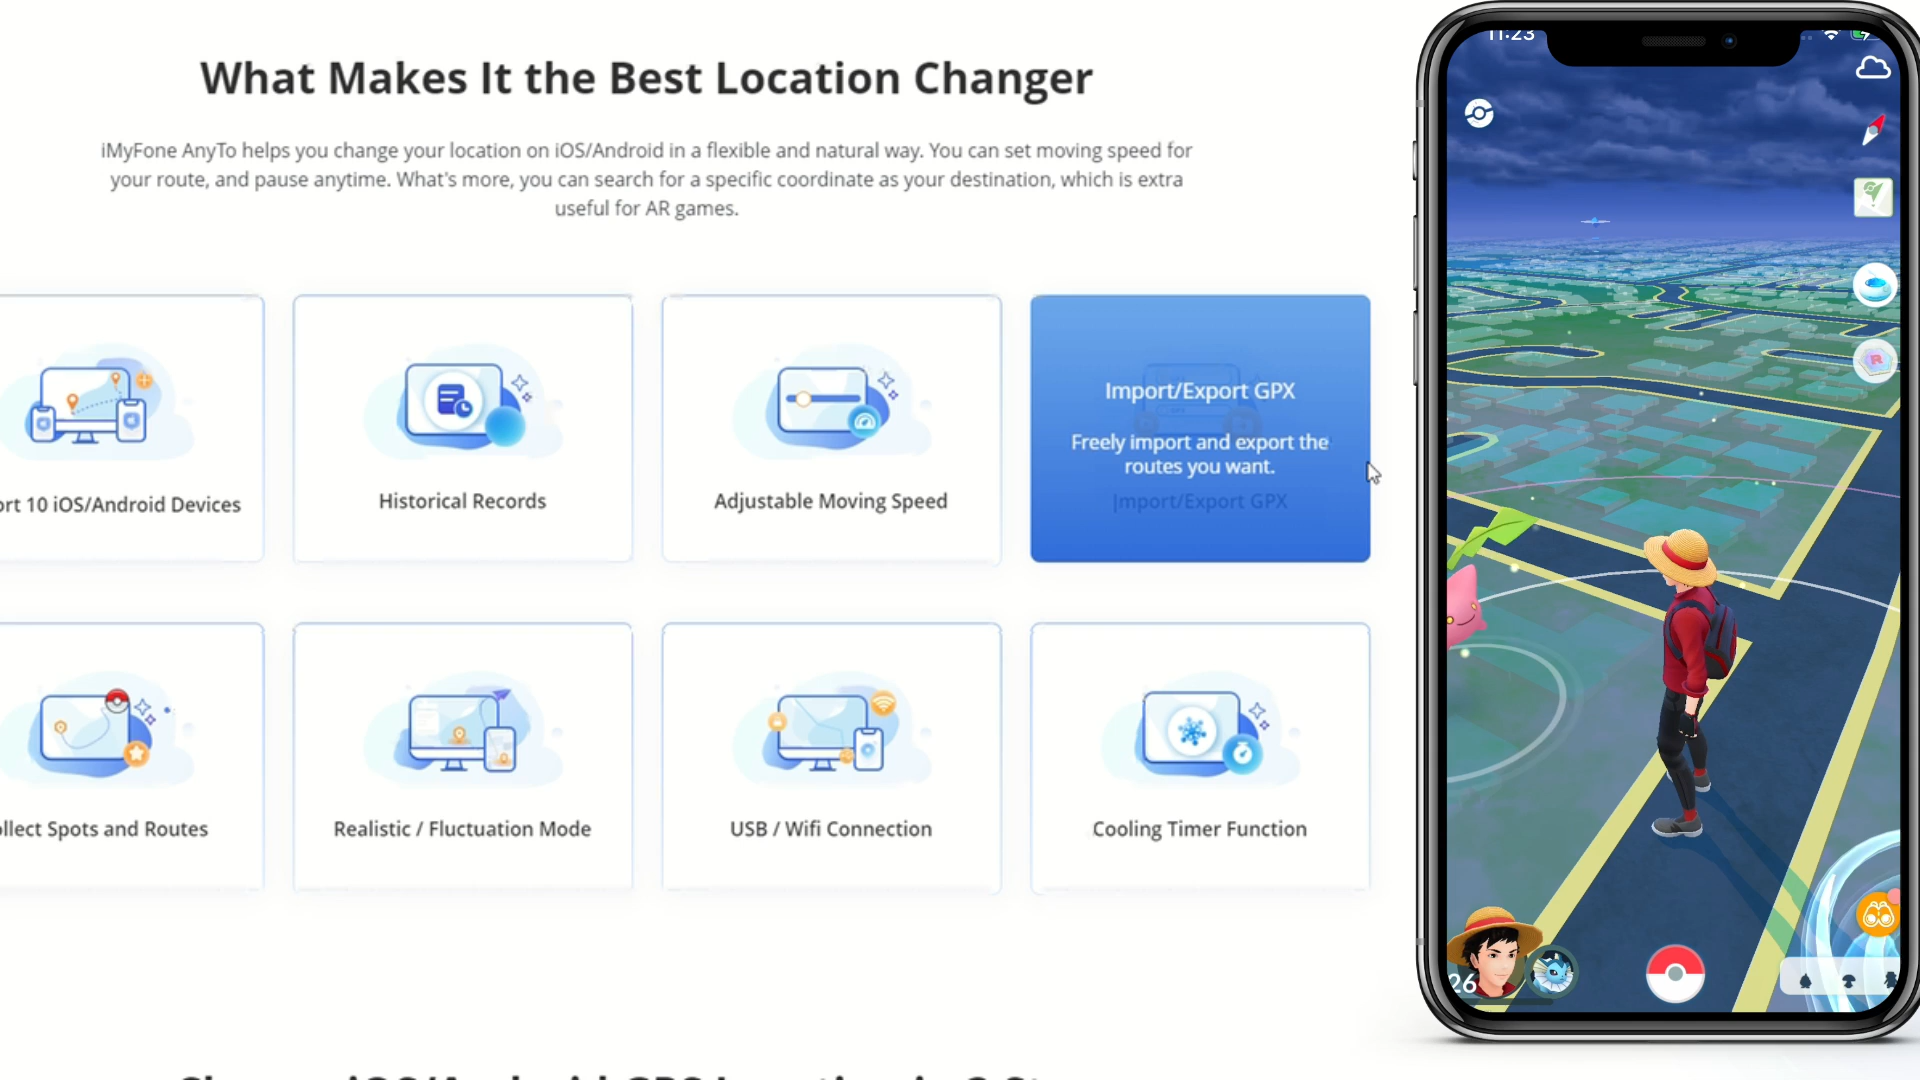 What Makes It the Best Location Changer
iMyFone AnyTo helps you change your location on iOS/Android in a flexible and natural way. You can set moving speed for
your route, and pause anytime. What's more, you can search for a specific coordinate as your destination, which is extra
useful for AR games.
10 iOS/Android Devices
Historical Records
Adjustable Moving Speed
Import/Export GPX
Freely import and export the
routes you want.
Import/Export GPX
Spots and Routes
Realistic / Fluctuation Mode
USB / Wifi Connection
Cooling Timer Function
11:23
R
26